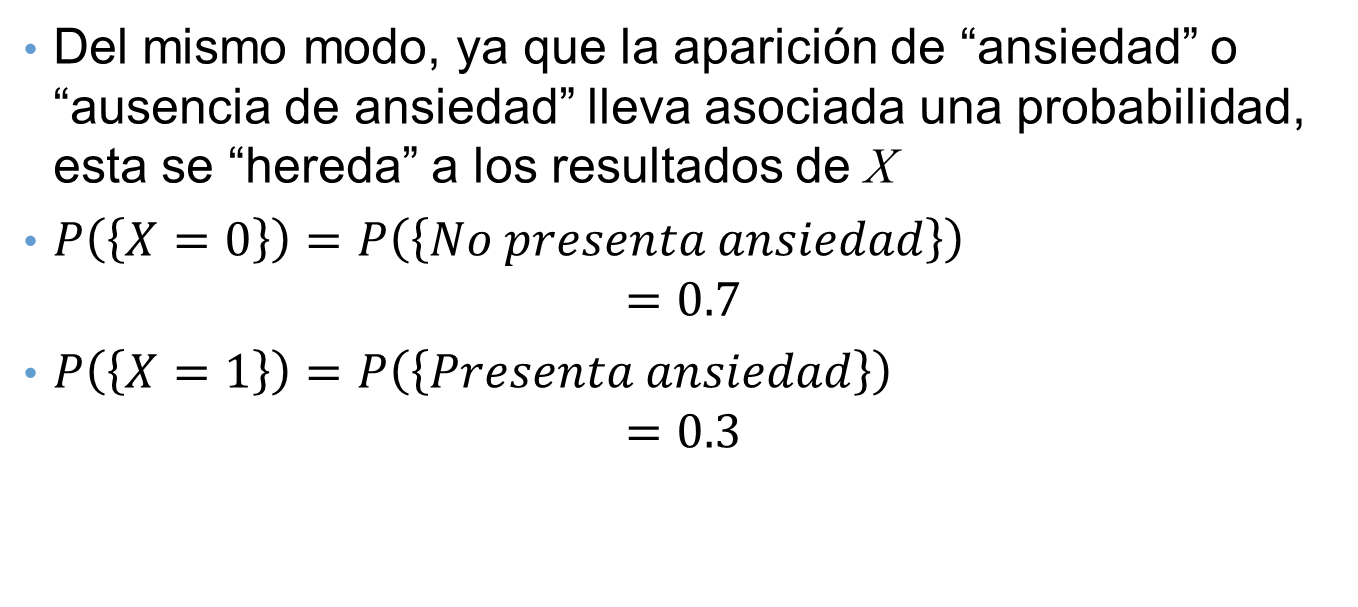 • Del mismo modo, ya que la aparición de “ansiedad” o
“ausencia de ansiedad” lleva asociada una probabilidad,
esta se “hereda” a los resultados de X
• P({X = 0}) = P({No presenta ansiedad})
= 0.7
• P({X = 1}) = P({Presenta ansiedad})
= 0.3